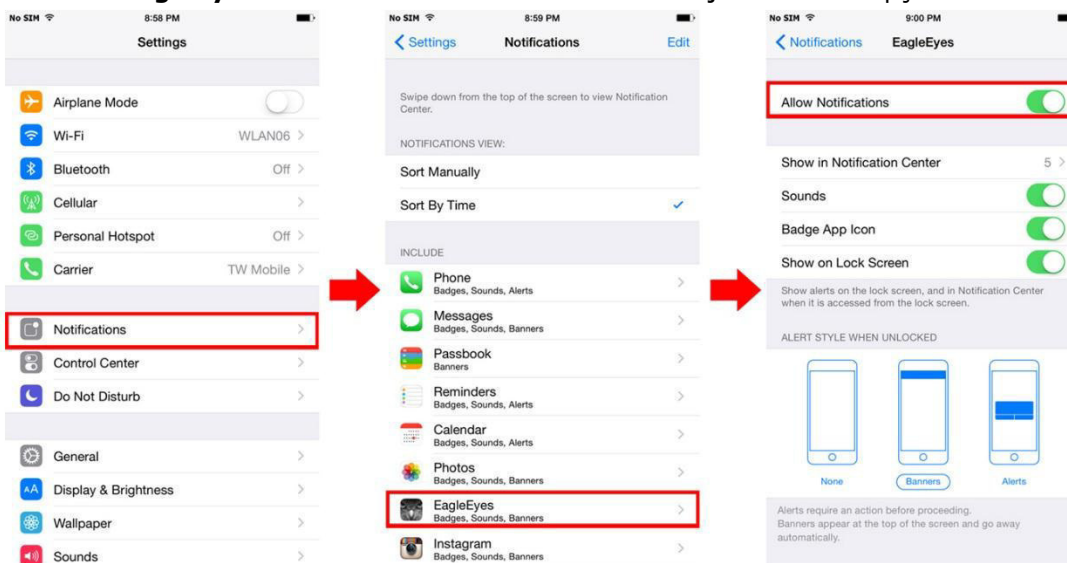 No SIM 8:58 PM
Settings
Airplane Mode
Wi-Fi WLAN06
Bluetooth Off
Cellular
Personal Hotspot Off
Carrier TW Mobile
Notifications
Control Center
Do Not Disturb
General
AA Display & Brightness
Wallpaper
Sounds
No SIM 8:59 PM
Settings Notifications Edit
Swipe down from the top of the screen to view Notification
Center.
NOTIFICATIONS VIEW:
Sort Manually
Sort By Time
INCLUDE
Phone
Badges, Sounds, Alerts
Messages
Badges, Sounds, Banners
Passbook
Banners
Reminders
Badges, Sounds, Alerts
Calendar
Badges, Sounds, Alerts
Photos
Badges, Sounds, Banners
EagleEyes
Badges, Sounds, Banners
Instagram
Badges, Sounds, Banners
No SIM 9:00 PM
Notifications EagleEyes
Allow Notifications
Show in Notification Center 5
Sounds
Badge App Icon
Show on Lock Screen
Show alerts on the lock screen, and in Notification Center
when it is accessed from the lock screen.
ALERT STYLE WHEN UNLOCKED
None Banners Alerts
Alerts require an action before proceeding.
Banners appear at the top of the screen and go away
automatically.